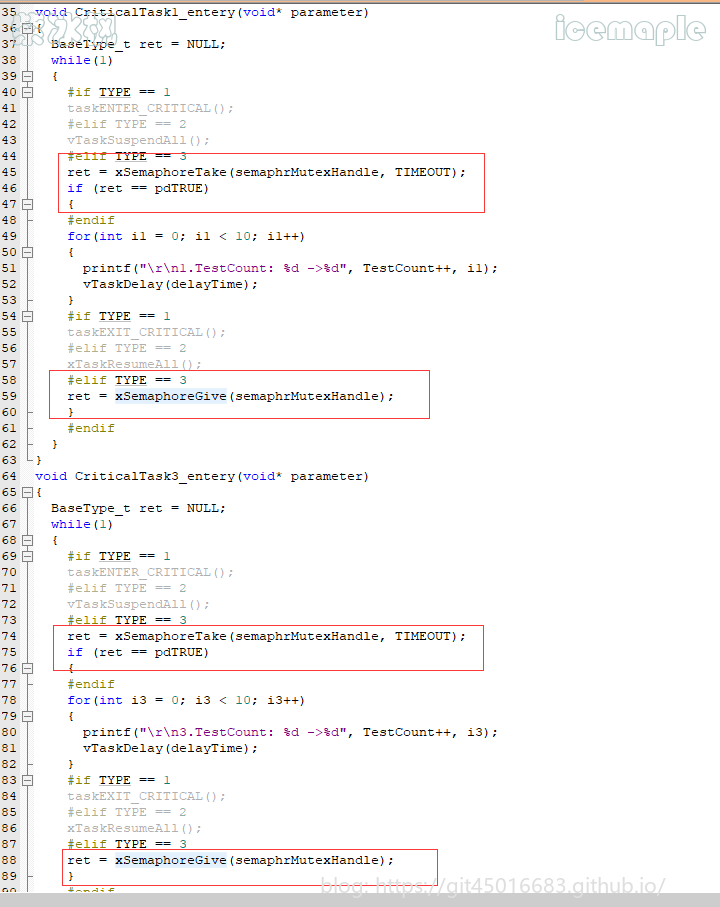 icemaple
35 void CriticalTask1_entery(void* parameter)
36 {
37 BaseType_t ret = NULL;
38 while(1)
39 {
40 #if TYPE == 1
41 taskENTER_CRITICAL();
42 #elif TYPE == 2
43 vTaskSuspendAll();
44 #elif TYPE == 3
45 ret = xSemaphoreTake(semaphrMutexHandle, TIMEOUT);
46 if (ret == pdTRUE)
47 {
48 #endif
49 for(int i1 = 0; i1 < 10; i1++)
50 {
51 printf("\r\n1.TestCount: %d ->%d", TestCount++, i1);
52 vTaskDelay(delayTime);
53 }
54 #if TYPE == 1
55 taskEXIT_CRITICAL();
56 #elif TYPE == 2
57 xTaskResumeAll();
58 #elif TYPE == 3
59 ret = xSemaphoreGive(semaphrMutexHandle);
60 }
61 #endif
62 }
63 }
64 void CriticalTask3_entery(void* parameter)
65 {
66 BaseType_t ret = NULL;
67 while(1)
68 {
69 #if TYPE == 1
70 taskENTER_CRITICAL();
71 #elif TYPE == 2
72 vTaskSuspendAll();
73 #elif TYPE == 3
74 ret = xSemaphoreTake(semaphrMutexHandle, TIMEOUT);
75 if (ret == pdTRUE)
76 {
77 #endif
78 for(int i3 = 0; i3 < 10; i3++)
79 {
80 printf("\r\n3.TestCount: %d ->%d", TestCount++, i3);
81 vTaskDelay(delayTime);
82 }
83 #if TYPE == 1
84 taskEXIT_CRITICAL();
85 #elif TYPE == 2
86 xTaskResumeAll();
87 #elif TYPE == 3
88 ret = xSemaphoreGive(semaphrMutexHandle);
89 }
90 #endif
blog: https://git45016683.github.io/